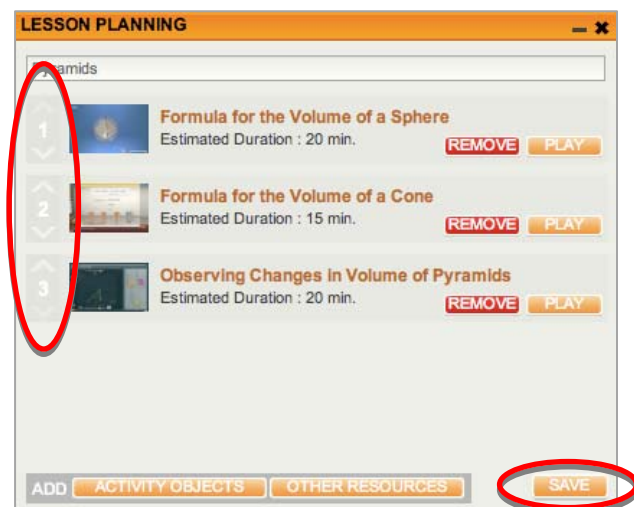 LESSON PLANNING
Pyramids
1
Formula for the Volume of a Sphere
Estimated Duration : 20 min.
REMOVE PLAY
2
Formula for the Volume of a Cone
Estimated Duration : 15 min.
REMOVE PLAY
3
Observing Changes in Volume of Pyramids
Estimated Duration : 20 min.
REMOVE PLAY
ADD ACTIVITY OBJECTS OTHER RESOURCES SAVE